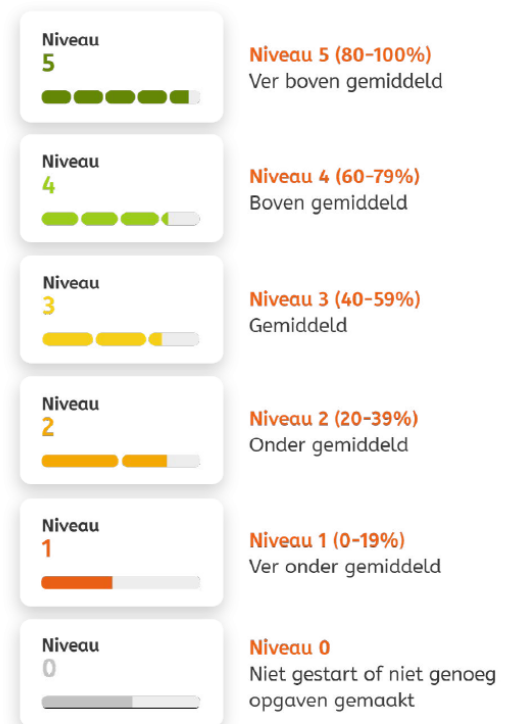 Niveau
5
Niveau 5 (80-100%)
Ver boven gemiddeld
Niveau
4
Niveau 4 (60-79%)
Boven gemiddeld
Niveau
3
Niveau 3 (40-59%)
Gemiddeld
Niveau
2
Niveau 2 (20-39%)
Onder gemiddeld
Niveau
1
Niveau 1 (0-19%)
Ver onder gemiddeld
Niveau
0
Niveau 0
Niet gestart of niet genoeg
opgaven gemaakt